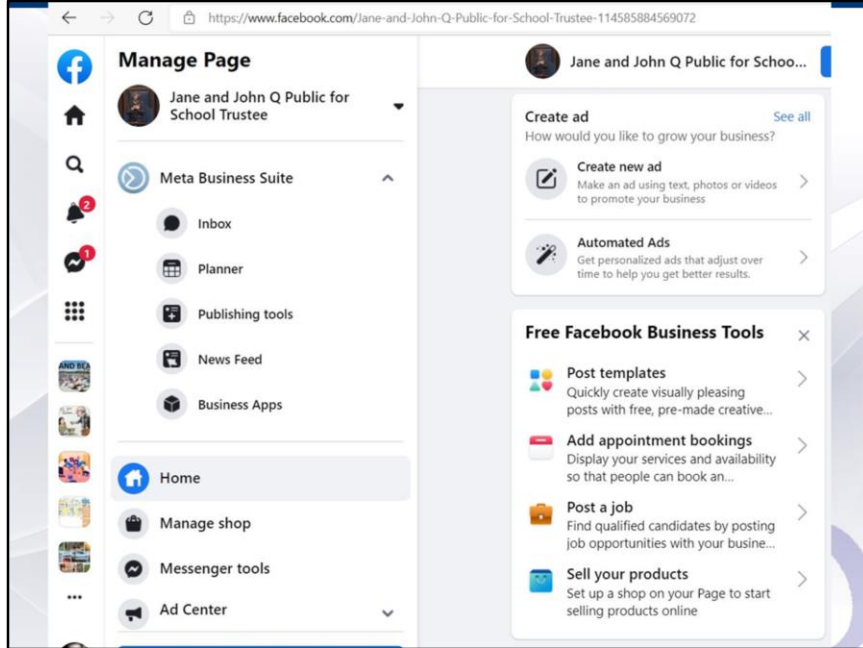 https://www.facebook.com/Jane-and-John-Q-Public-for-School-Trustee-114585884569072
Manage Page
Jane and John Q Public for
School Trustee
Meta Business Suite
Inbox
Planner
Publishing tools
News Feed
Business Apps
Home
Manage shop
Messenger tools
Ad Center
2
1
AND BEA
Jane and John Q Public for Schoo...
Create ad
See all
How would you like to grow your business?
Create new ad
Make an ad using text, photos or videos
to promote your business
Automated Ads
Get personalized ads that adjust over
time to help you get better results.
Free Facebook Business Tools
Post templates
Quickly create visually pleasing
posts with free, pre-made creative...
Add appointment bookings
Display your services and availability
so that people can book an...
Post a job
Find qualified candidates by posting
job opportunities with your busine...
Sell your products
Set up a shop on your Page to start
selling products online